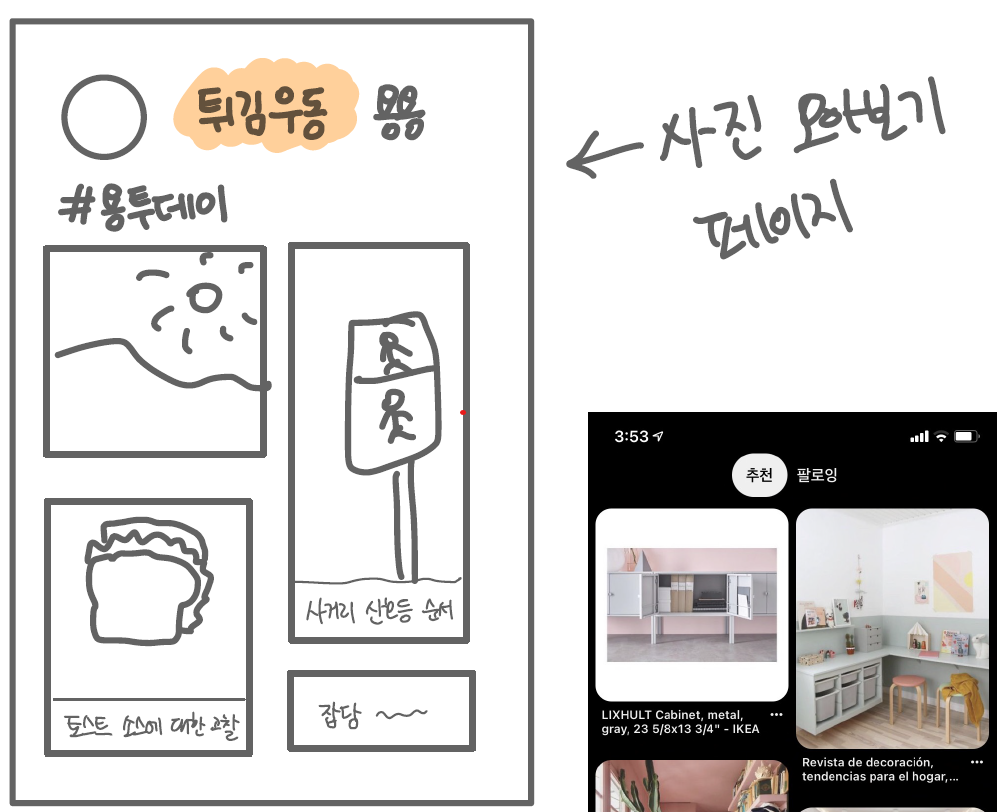 튀김우동 몽몽
#몽투데이
사거리 신호등 순서
토스트 소스에 대한 고찰
잡담
← 사진 모아보기
페이지
3:53
추천 팔로잉
LIXHULT Cabinet, metal,
gray, 23 5/8x13 3/4" - IKEA
Revista de decoración,
tendencias para el hogar,...